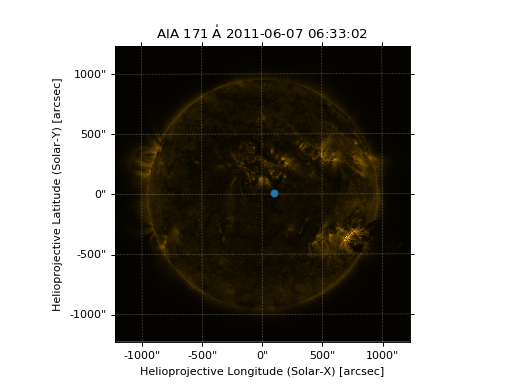 AIA 171 Å 2011-06-07 06:33:02
1000"
500"
0"
-500"
-1000"
Helioprojective Latitude (Solar-Y) [arcsec]
-1000" -500" 0" 500" 1000"
Helioprojective Longitude (Solar-X) [arcsec]